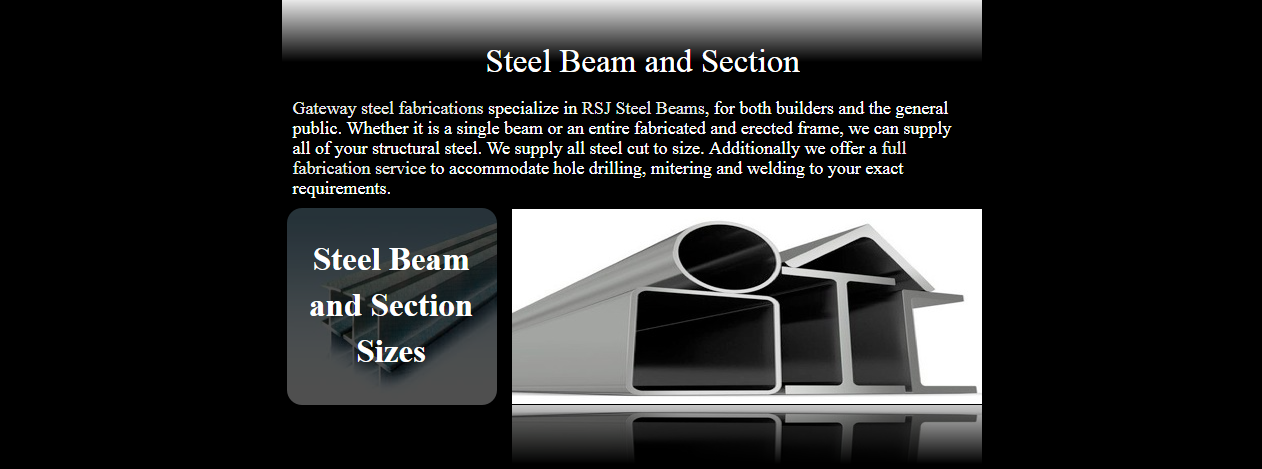 Steel Beam and Section
Gateway steel fabrications specialize in RSJ Steel Beams, for both builders and the general
public. Whether it is a single beam or an entire fabricated and erected frame, we can supply
all of your structural steel. We supply all steel cut to size. Additionally we offer a full
fabrication service to accommodate hole drilling, mitering and welding to your exact
requirements.
Steel Beam
and Section
Sizes